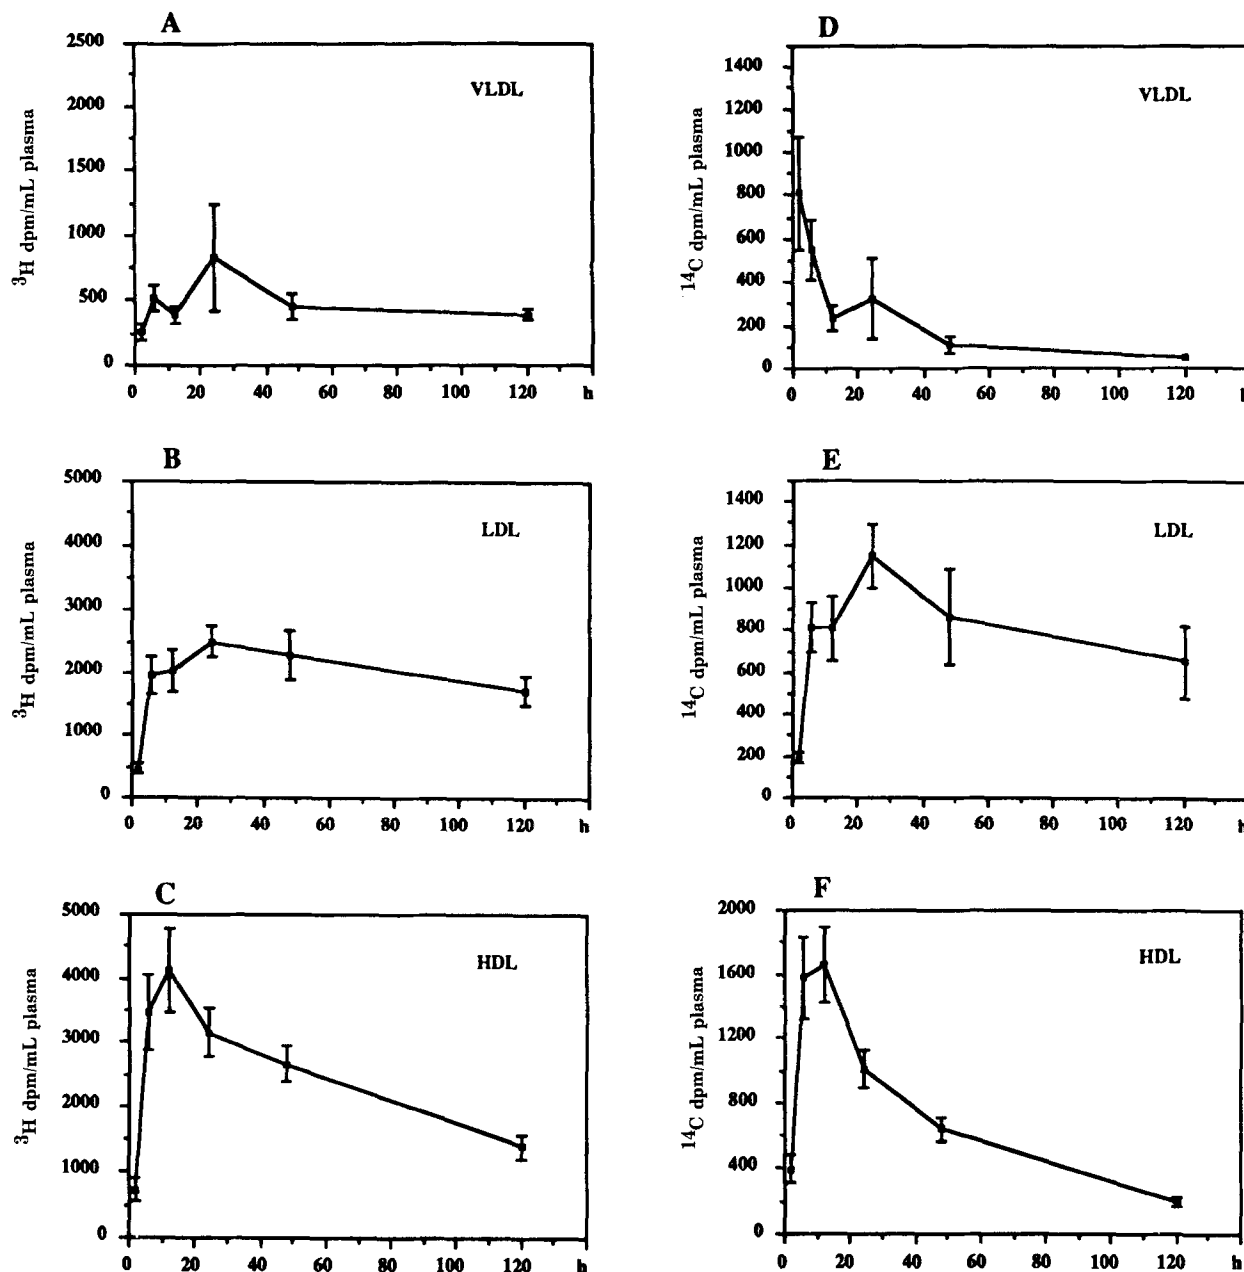 A
2500
2000
1500
1000
500
0
³H dpm/mL plasma
VLDL
0 20 40 60 80 100 120 h
D
1400
1200
1000
800
600
400
200
0
¹⁴C dpm/mL plasma
VLDL
0 20 40 60 80 100 120 h
B
5000
4000
3000
2000
1000
0
³H dpm/mL plasma
LDL
0 20 40 60 80 100 120 h
E
1400
1200
1000
800
600
400
200
0
¹⁴C dpm/mL plasma
LDL
0 20 40 60 80 100 120 h
C
5000
4000
3000
2000
1000
0
³H dpm/mL plasma
HDL
0 20 40 60 80 100 120 h
F
2000
1600
1200
800
400
0
¹⁴C dpm/mL plasma
HDL
0 20 40 60 80 100 120 h